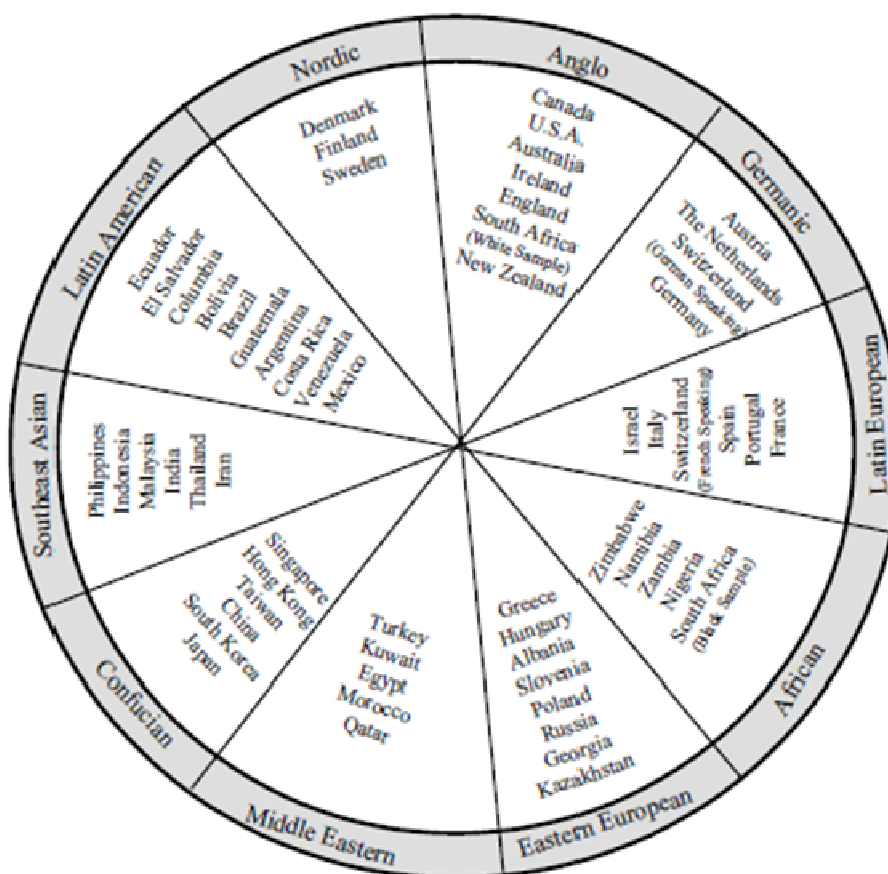 Nordic
Denmark
Finland
Sweden
Anglo
Canada
U.S.A.
Australia
Ireland
England
South Africa
(White Sample)
New Zealand
Germanic
Austria
The Netherlands
Switzerland
(German Speaking)
Germany
Latin European
Israel
Italy
Switzerland
(French Speaking)
Spain
Portugal
France
African
Zimbabwe
Namibia
Zambia
Nigeria
South Africa
(Black Sample)
Eastern European
Greece
Hungary
Albania
Slovenia
Poland
Russia
Georgia
Kazakhstan
Middle Eastern
Turkey
Kuwait
Egypt
Morocco
Qatar
Confucian
Singapore
Hong Kong
Taiwan
China
South Korea
Japan
Southeast Asian
Philippines
Indonesia
Malaysia
India
Thailand
Iran
Latin American
Ecuador
El Salvador
Columbia
Bolivia
Brazil
Guatemala
Argentina
Costa Rica
Venezuela
Mexico